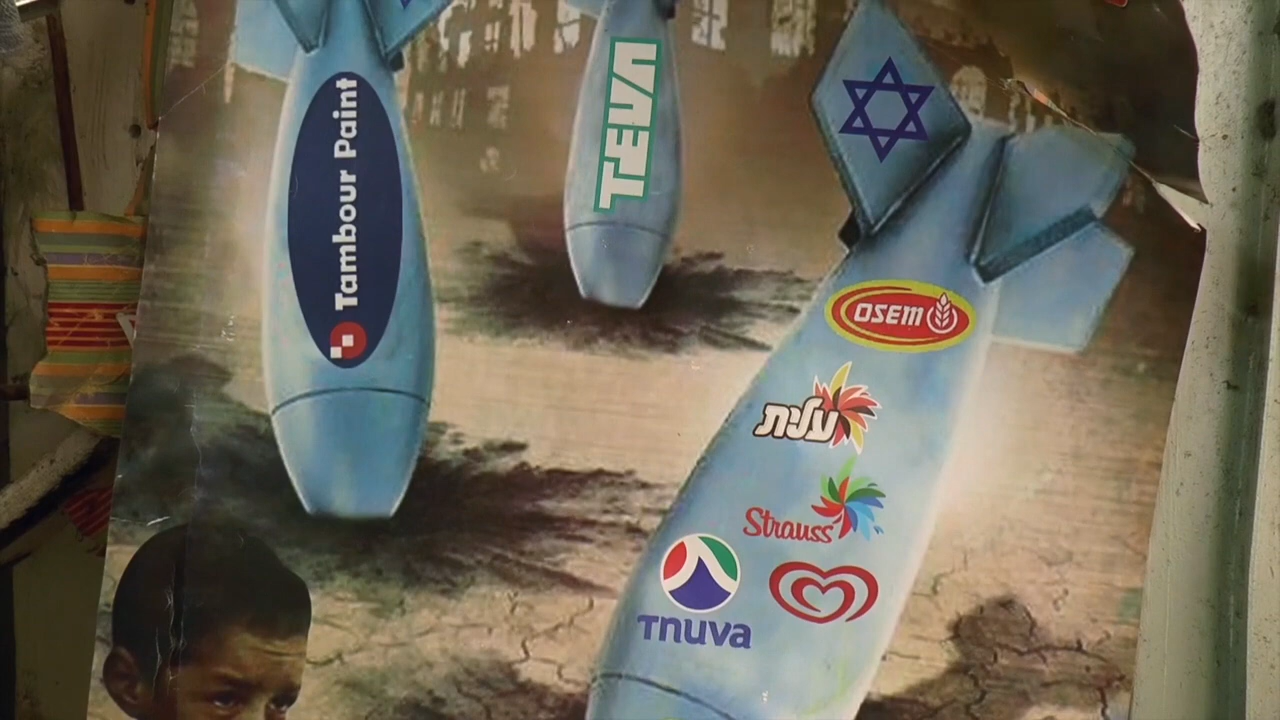 Tambour Paint
TEVA
OSEM
עלית
Strauss
Tnuva